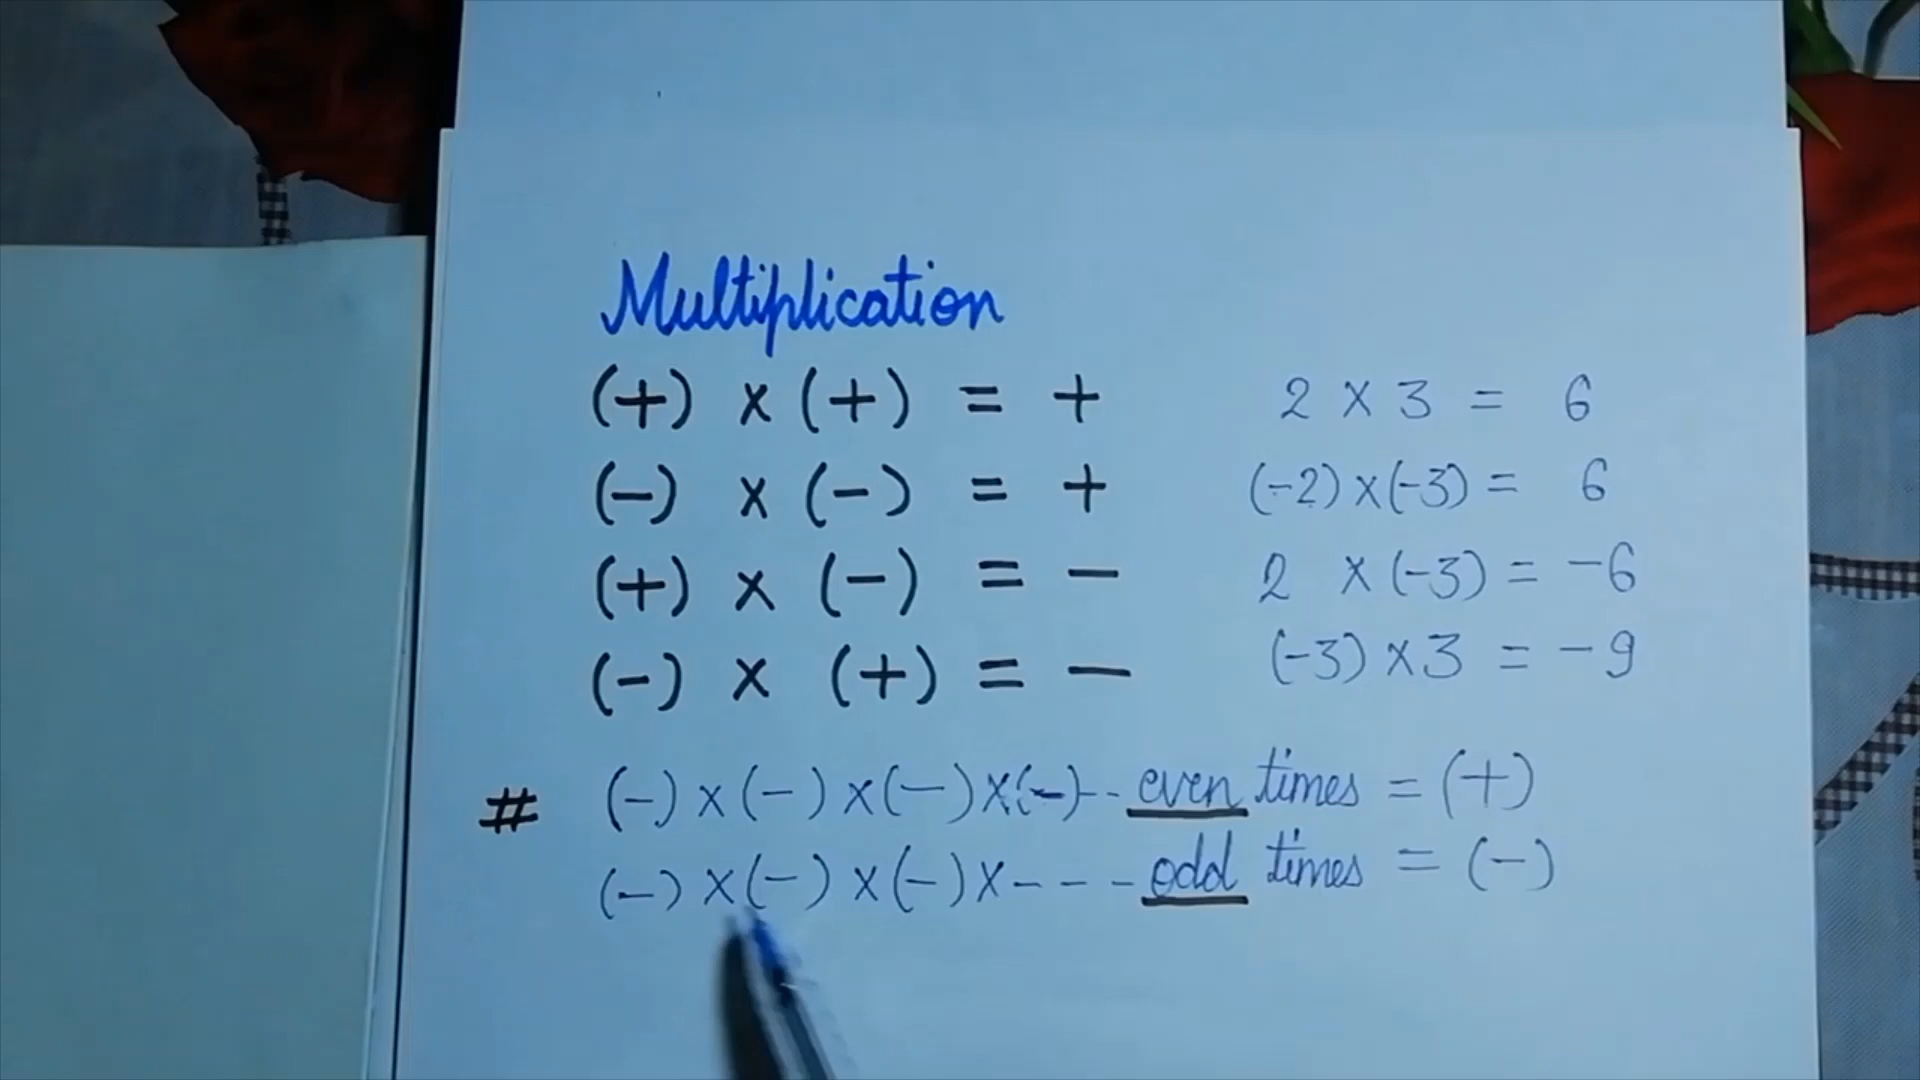 Multiplication
(+) x (+) = + 2 x 3 = 6
(-) x (-) = + (-2) x (-3) = 6
(+) x (-) = - 2 x (-3) = -6
(-) x (+) = - (-3) x 3 = -9
# (-) x (-) x (-) x (-) - - even times = (+)
(-) x (-) x (-) x - - - - odd times = (-)